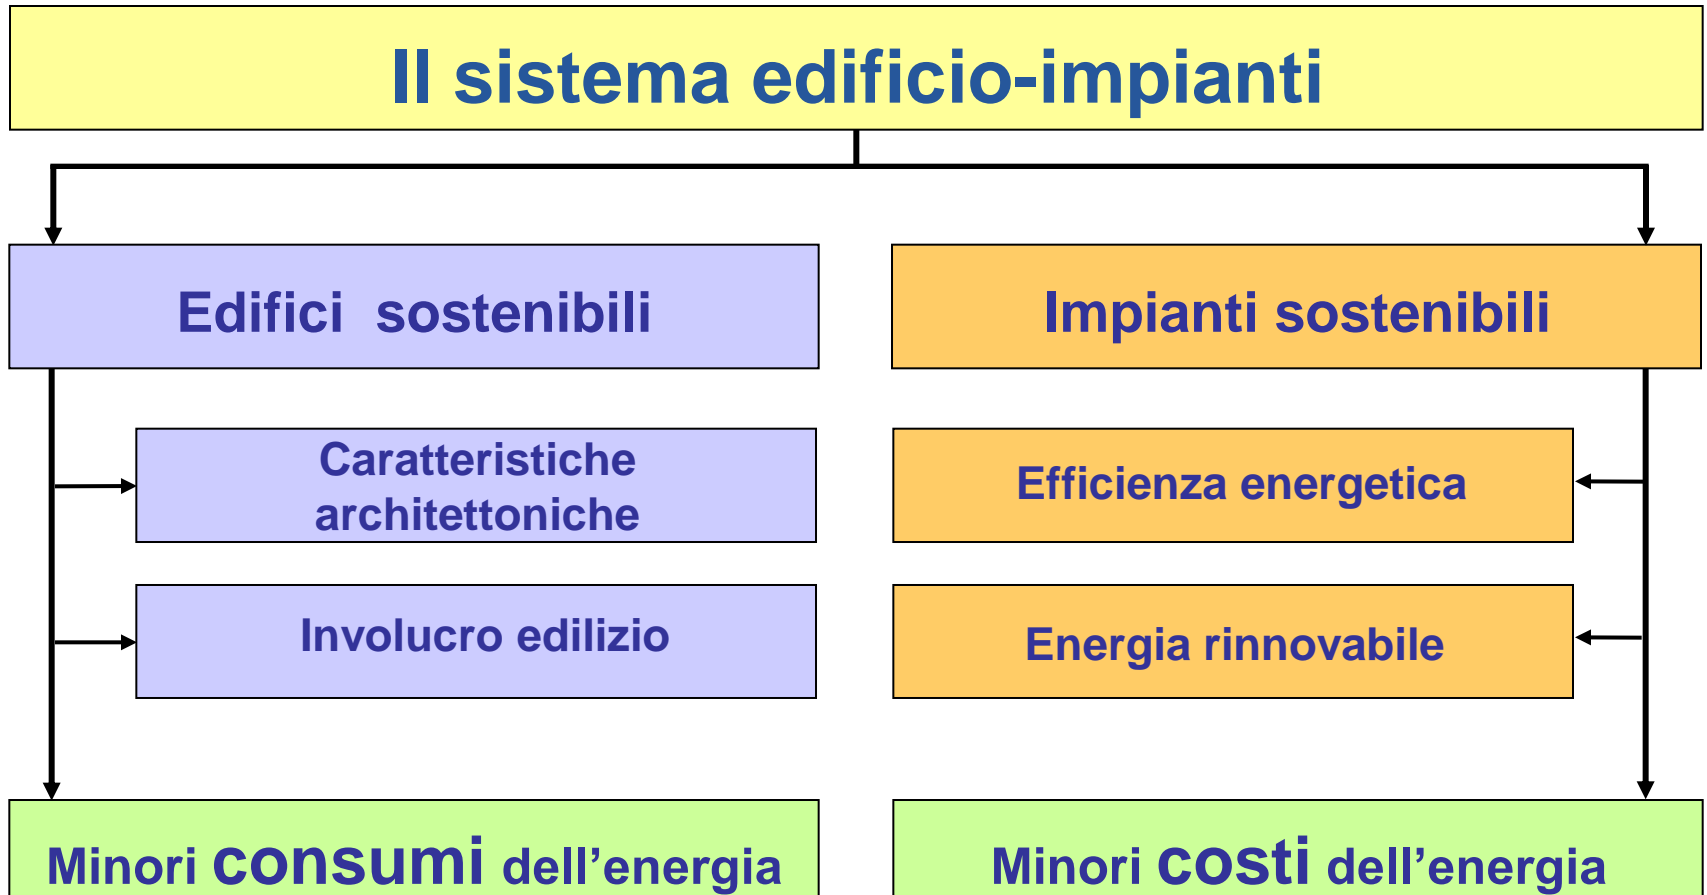 Il sistema edificio-impianti
Edifici sostenibili
Impianti sostenibili
Caratteristiche
architettoniche
Efficienza energetica
Involucro edilizio
Energia rinnovabile
Minori consumi dell’energia
Minori costi dell’energia